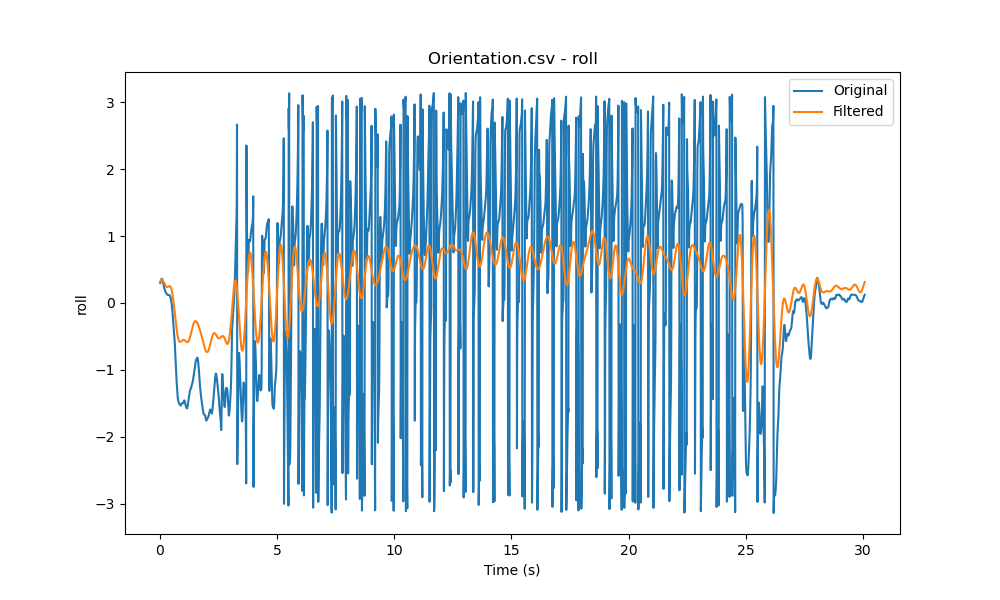 Orientation.csv - roll
Original
Filtered
3
2
1
0
−1
−2
−3
roll
0 5 10 15 20 25 30
Time (s)